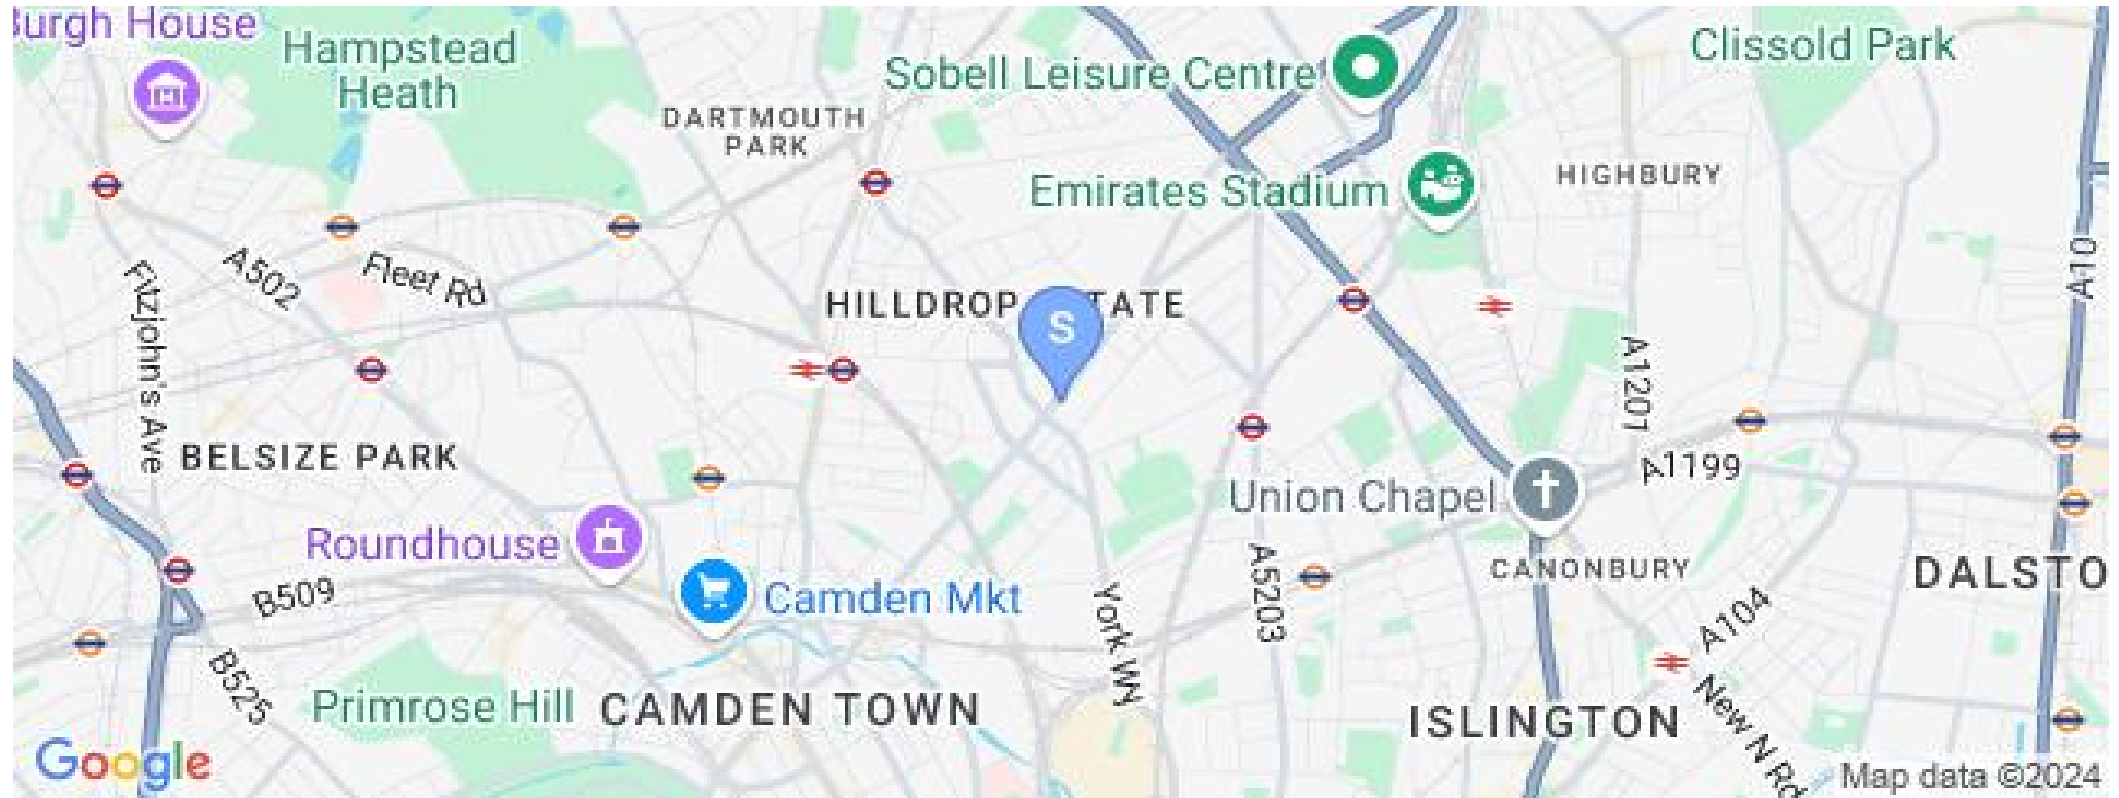 Burgh House
Hampstead
Heath
Sobell Leisure Centre
Clissold Park
DARTMOUTH
PARK
Emirates Stadium
HIGHBURY
A502
Fleet Rd
Fitzjohn's Ave
HILLDROP
TATE
S
A10
A1201
BELSIZE PARK
A1199
Union Chapel
Roundhouse
B509
Camden Mkt
York Wy
A5203
CANONBURY
DALSTO
A104
B525
Primrose Hill
CAMDEN TOWN
ISLINGTON
New N Rd
Google
Map data ©2024